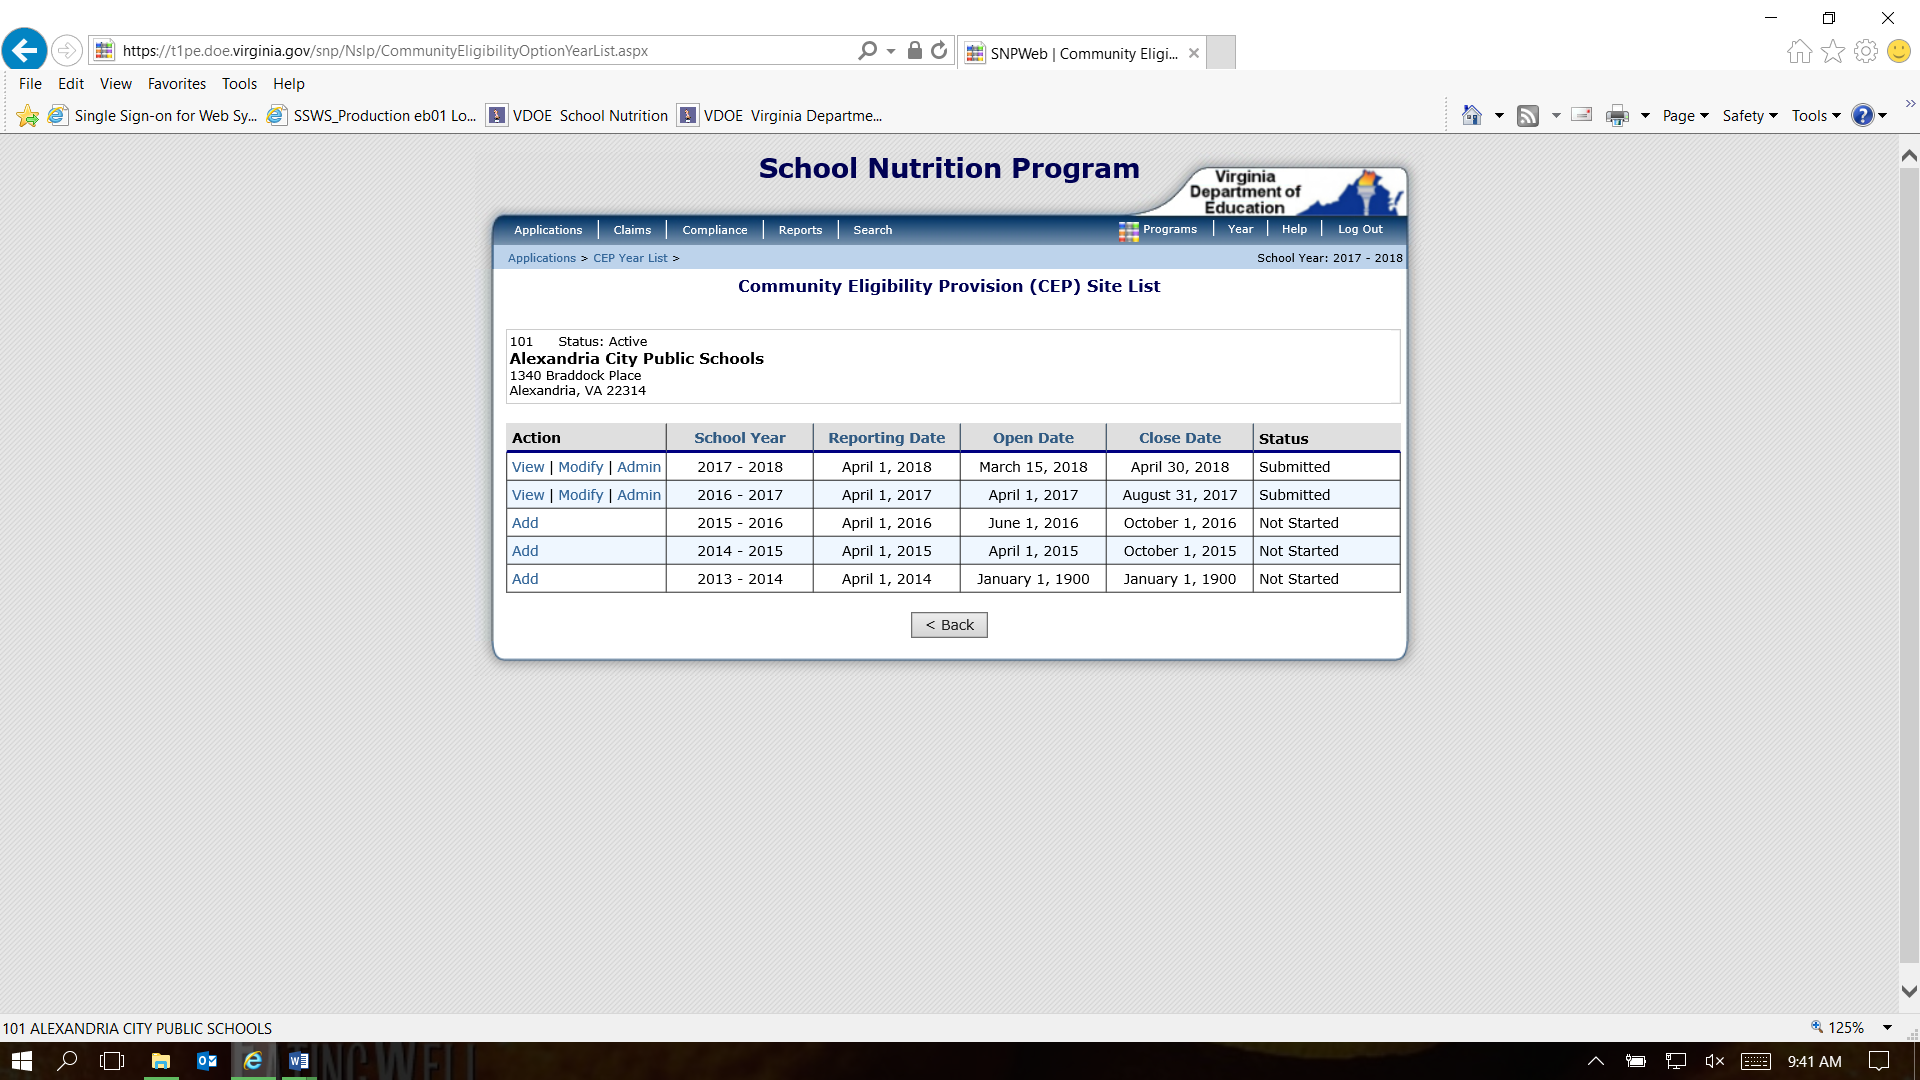 https://t1pe.doe.virginia.gov/snp/Nslp/CommunityEligibilityOptionYearList.aspx
SNPWeb | Community Eligi...
File Edit View Favorites Tools Help
Single Sign-on for Web Sy... SSWS_Production eb01 Lo... VDOE School Nutrition VDOE Virginia Departme...
Page Safety Tools
School Nutrition Program
Virginia
Department of
Education
Applications | Claims | Compliance | Reports | Search
Programs | Year | Help | Log Out
Applications > CEP Year List >
School Year: 2017 - 2018
Community Eligibility Provision (CEP) Site List
101 Status: Active
Alexandria City Public Schools
1340 Braddock Place
Alexandria, VA 22314
Action School Year Reporting Date Open Date Close Date Status
View | Modify | Admin 2017 - 2018 April 1, 2018 March 15, 2018 April 30, 2018 Submitted
View | Modify | Admin 2016 - 2017 April 1, 2017 April 1, 2017 August 31, 2017 Submitted
Add 2015 - 2016 April 1, 2016 June 1, 2016 October 1, 2016 Not Started
Add 2014 - 2015 April 1, 2015 April 1, 2015 October 1, 2015 Not Started
Add 2013 - 2014 April 1, 2014 January 1, 1900 January 1, 1900 Not Started
< Back
101 ALEXANDRIA CITY PUBLIC SCHOOLS
125%
9:41 AM